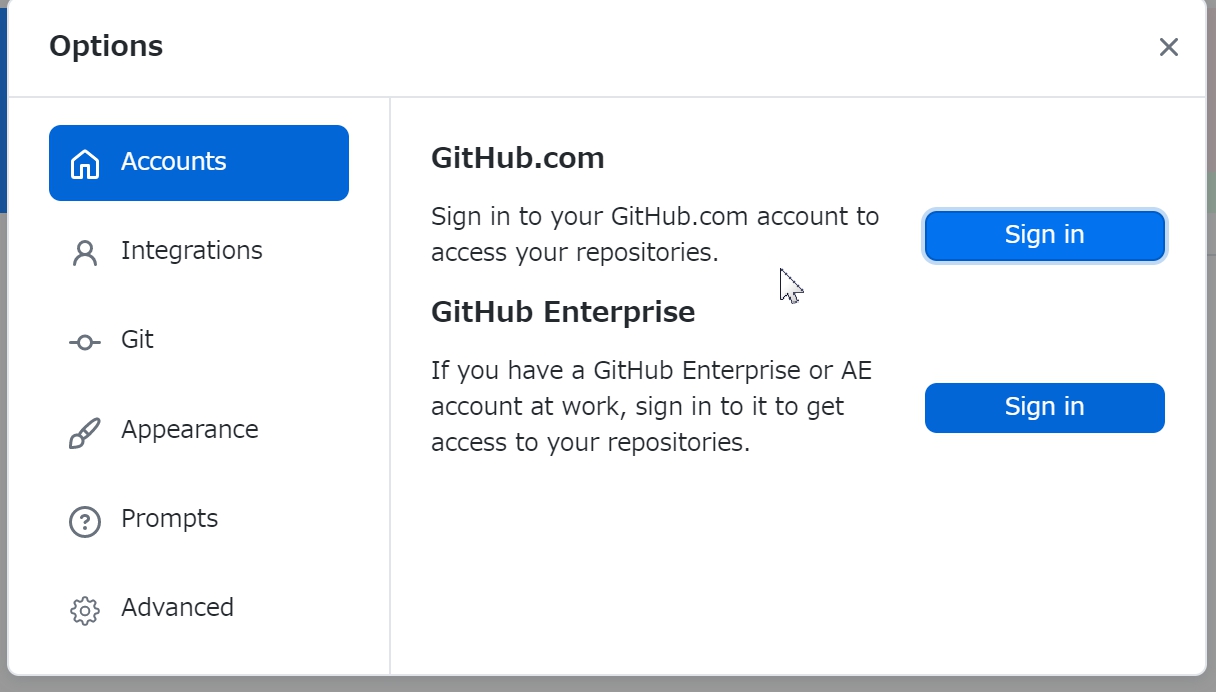 Options
Accounts
Integrations
Git
Appearance
Prompts
Advanced
GitHub.com
Sign in to your GitHub.com account to
access your repositories.
Sign in
GitHub Enterprise
If you have a GitHub Enterprise or AE
account at work, sign in to it to get
access to your repositories.
Sign in